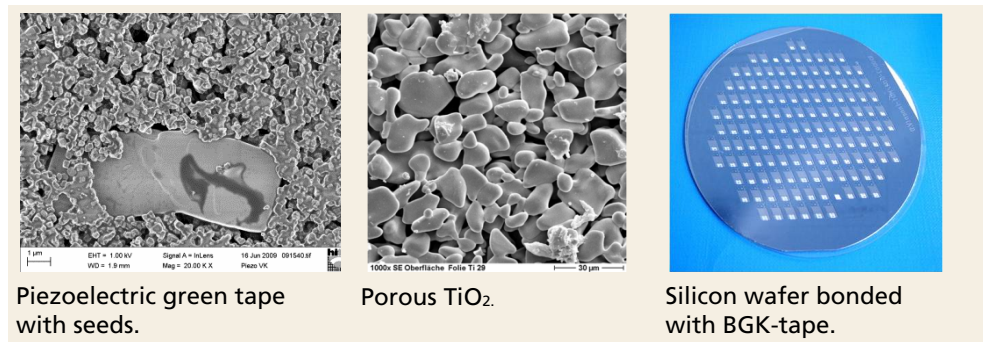 1 µm
EHT = 1.00 kV Signal A = InLens 16 Jun 2009 091540.tif
WD = 1.9 mm Mag = 20.00 K X Piezo VK
1000x SE Oberfläche Folie Ti 29 30 µm
Piezoelectric green tape
with seeds.
Porous TiO2.
Silicon wafer bonded
with BGK-tape.